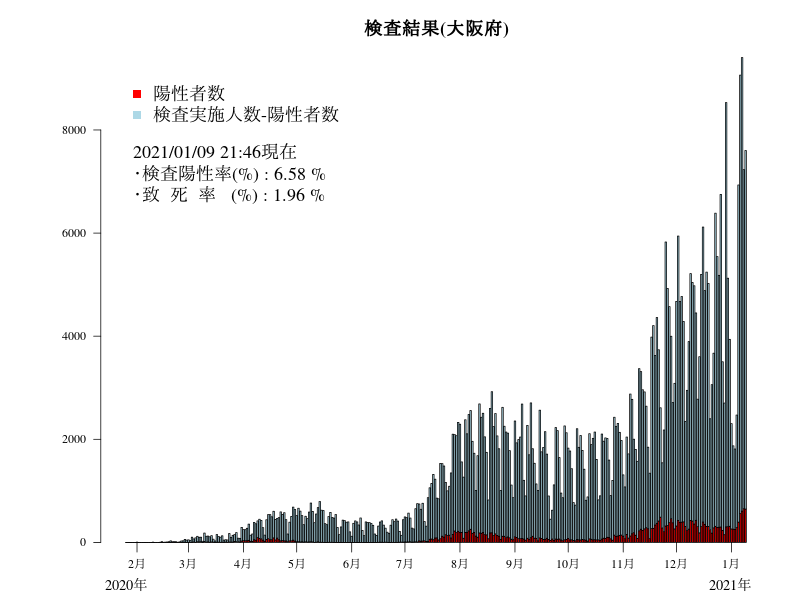 検査結果(大阪府)
陽性者数
検査実施人数-陽性者数
2021/01/09 21:46現在
・検査陽性率(%) : 6.58 %
・致 死 率 (%) : 1.96 %
8000
6000
4000
2000
0
2月 3月 4月 5月 6月 7月 8月 9月 10月 11月 12月 1月
2020年 2021年